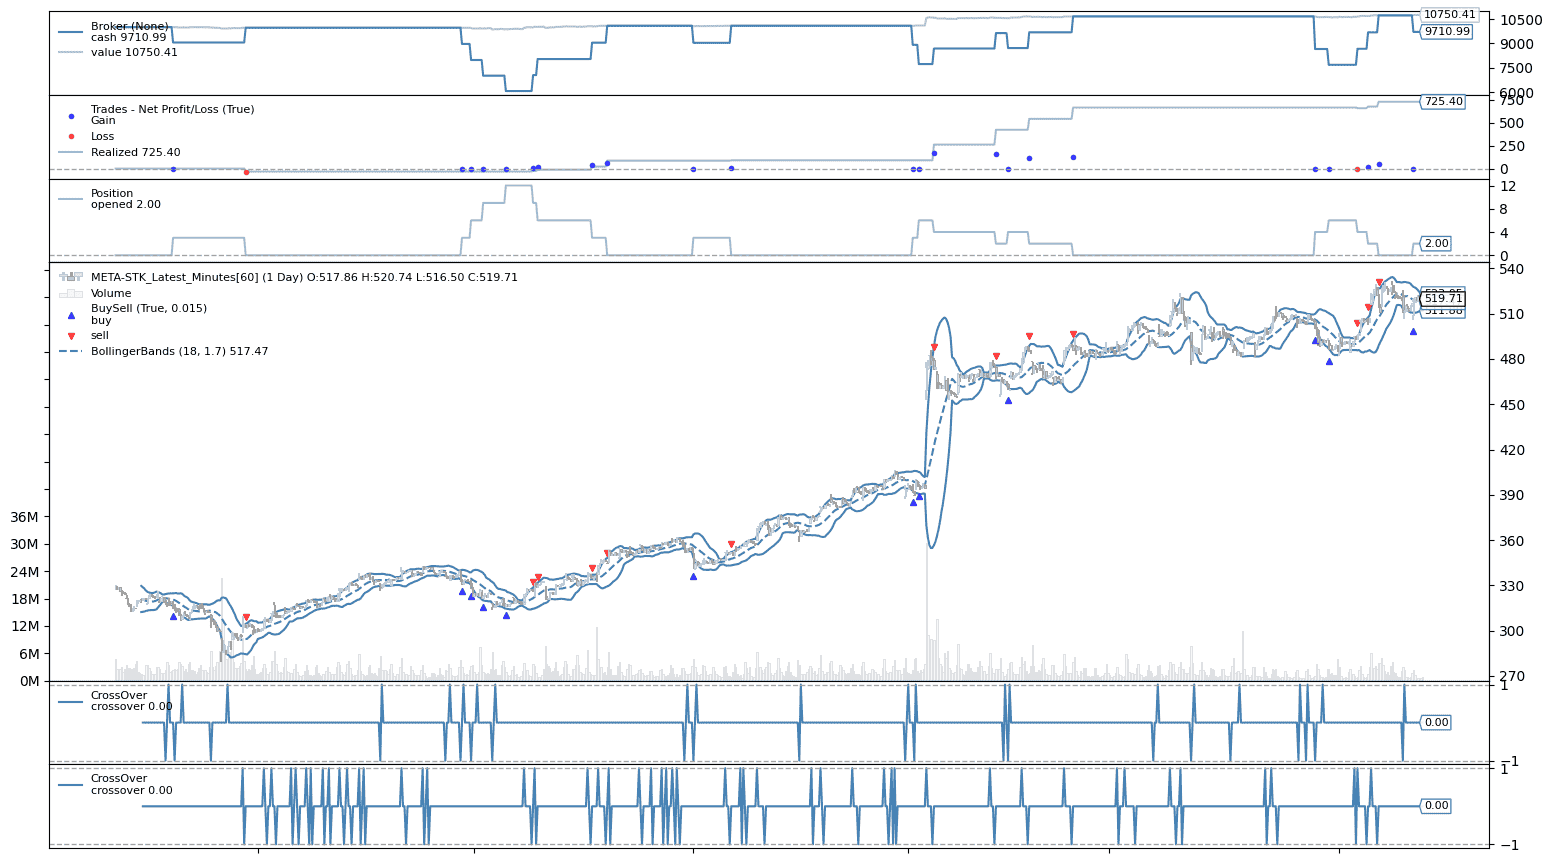 Broker (None)
cash 9710.99
value 10750.41
10750.41
10500
9710.99
9000
7500
6000
Trades - Net Profit/Loss (True)
Gain
Loss
Realized 725.40
750
725.40
500
250
0
Position
opened 2.00
12
8
4
2.00
0
META-STK_Latest_Minutes[60] (1 Day) O:517.86 H:520.74 L:516.50 C:519.71
Volume
BuySell (True, 0.015)
buy
sell
BollingerBands (18, 1.7) 517.47
540
519.71
510
480
450
420
390
360
330
300
270
36M
30M
24M
18M
12M
6M
0M
CrossOver
crossover 0.00
1
0.00
−1
CrossOver
crossover 0.00
1
0.00
−1